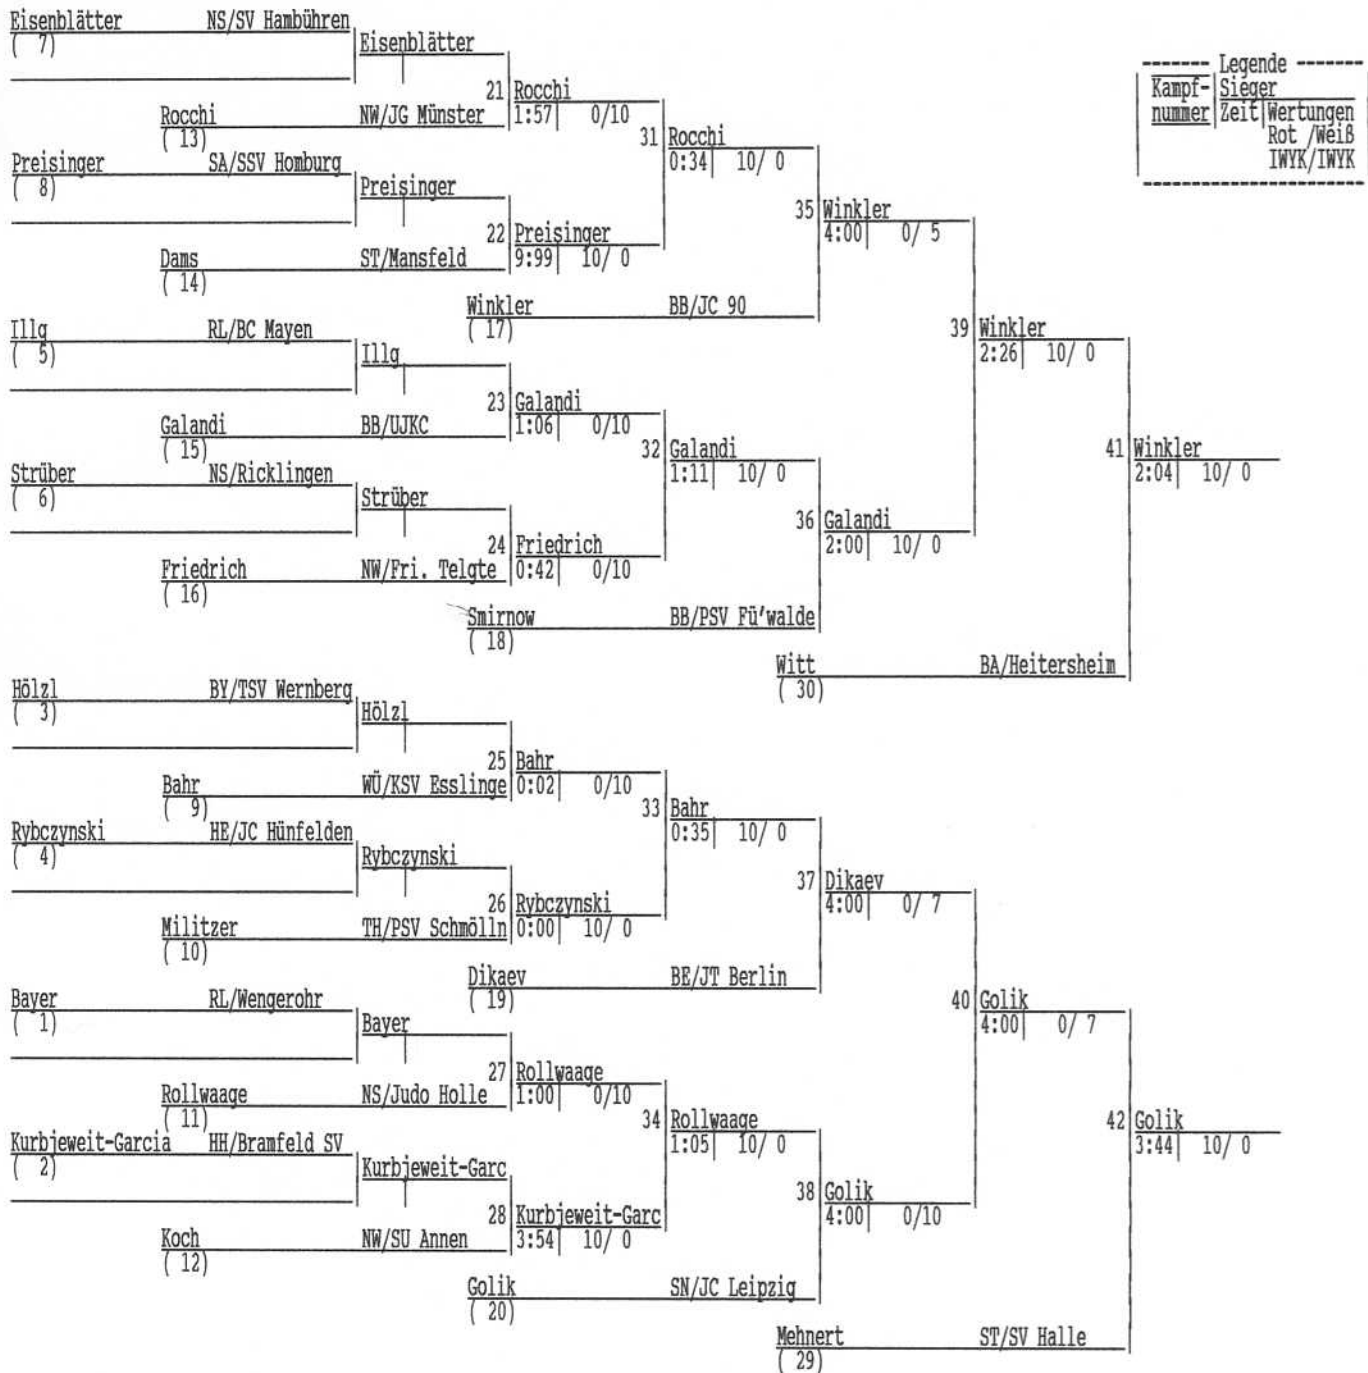 Eisenblätter NS/SV Hambühren
( 7) Eisenblätter
------- Legende -------
Kampf- Sieger
nummer Zeit Wertungen
Rot /Weiß
IWYK/IWYK
-----------------------
21 Rocchi
1:57 0/10
Rocchi NW/JG Münster
( 13)
31 Rocchi
0:34 10/ 0
Preisinger SA/SSV Homburg
( 8) Preisinger
22 Preisinger
9:99 10/ 0
Dams ST/Mansfeld
( 14)
35 Winkler
4:00 0/ 5
Winkler BB/JC 90
( 17)
Illg RL/BC Mayen
( 5) Illg
39 Winkler
2:26 10/ 0
23 Galandi
1:06 0/10
Galandi BB/UJKC
( 15)
32 Galandi
1:11 10/ 0
41 Winkler
2:04 10/ 0
Strüber NS/Ricklingen
( 6) Strüber
36 Galandi
2:00 10/ 0
24 Friedrich
0:42 0/10
Friedrich NW/Fri. Telgte
( 16)
Smirnow BB/PSV Fü'walde
( 18)
Witt BA/Heitersheim
( 30)
Hölzl BY/TSV Wernberg
( 3) Hölzl
25 Bahr
0:02 0/10
Bahr WÜ/KSV Esslinge
( 9)
33 Bahr
0:35 10/ 0
Rybczynski HE/JC Hünfelden
( 4) Rybczynski
37 Dikaev
4:00 0/ 7
26 Rybczynski
0:00 10/ 0
Militzer TH/PSV Schmölln
( 10)
Dikaev BE/JT Berlin
( 19)
Bayer RL/Wengerohr
( 1) Bayer
40 Golik
4:00 0/ 7
27 Rollwaage
1:00 0/10
Rollwaage NS/Judo Holle
( 11)
34 Rollwaage
1:05 10/ 0
42 Golik
3:44 10/ 0
Kurbjeweit-Garcia HH/Bramfeld SV
( 2) Kurbjeweit-Garc
38 Golik
4:00 0/10
28 Kurbjeweit-Garc
3:54 10/ 0
Koch NW/SU Annen
( 12)
Golik SN/JC Leipzig
( 20)
Mehnert ST/SV Halle
( 29)